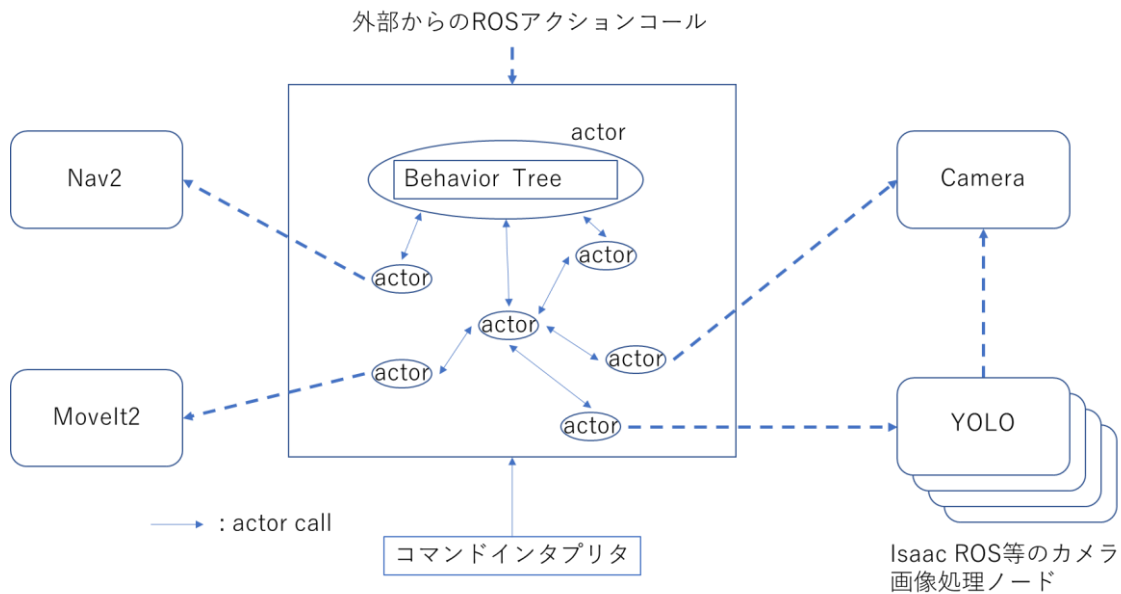 外部からのROSアクションコール
actor
Nav2
Behavior Tree
Camera
actor
actor
actor
actor
actor
MoveIt2
actor
YOLO
: actor call
コマンドインタプリタ
Isaac ROS等のカメラ
画像処理ノード